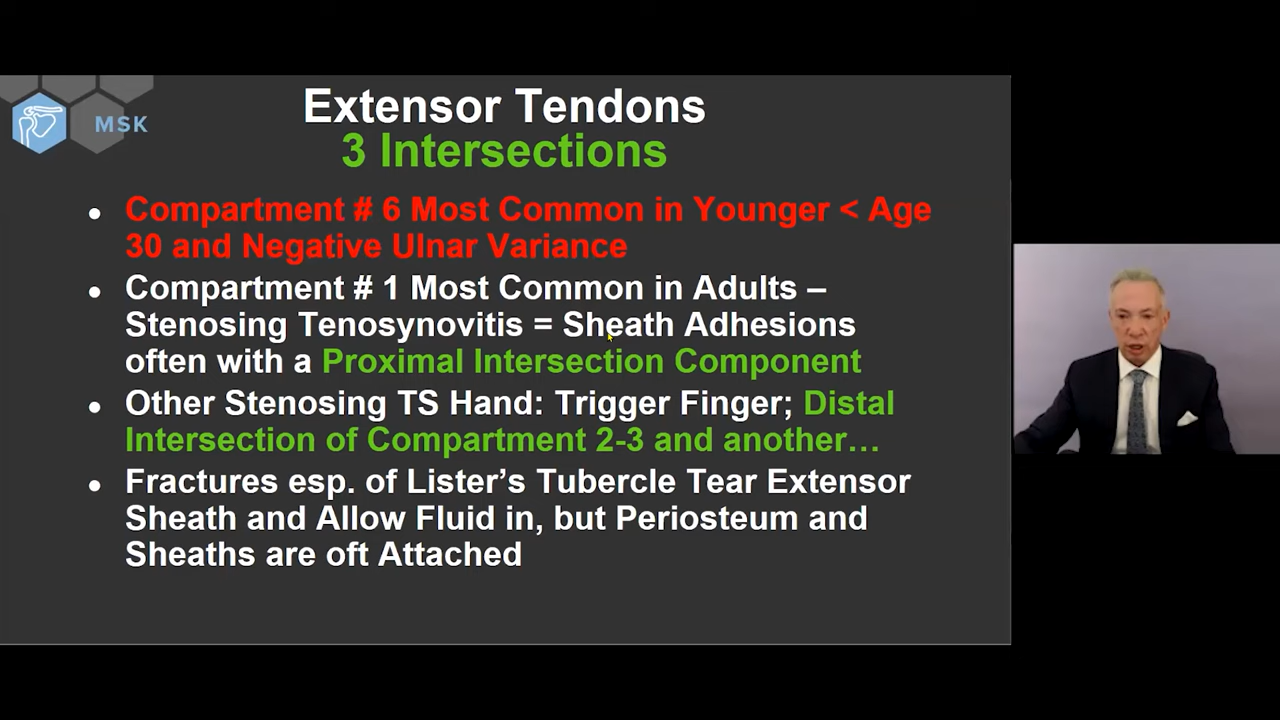 MSK
Extensor Tendons
3 Intersections
• Compartment # 6 Most Common in Younger < Age
30 and Negative Ulnar Variance
• Compartment # 1 Most Common in Adults –
Stenosing Tenosynovitis = Sheath Adhesions
often with a Proximal Intersection Component
• Other Stenosing TS Hand: Trigger Finger; Distal
Intersection of Compartment 2-3 and another…
• Fractures esp. of Lister’s Tubercle Tear Extensor
Sheath and Allow Fluid in, but Periosteum and
Sheaths are oft Attached